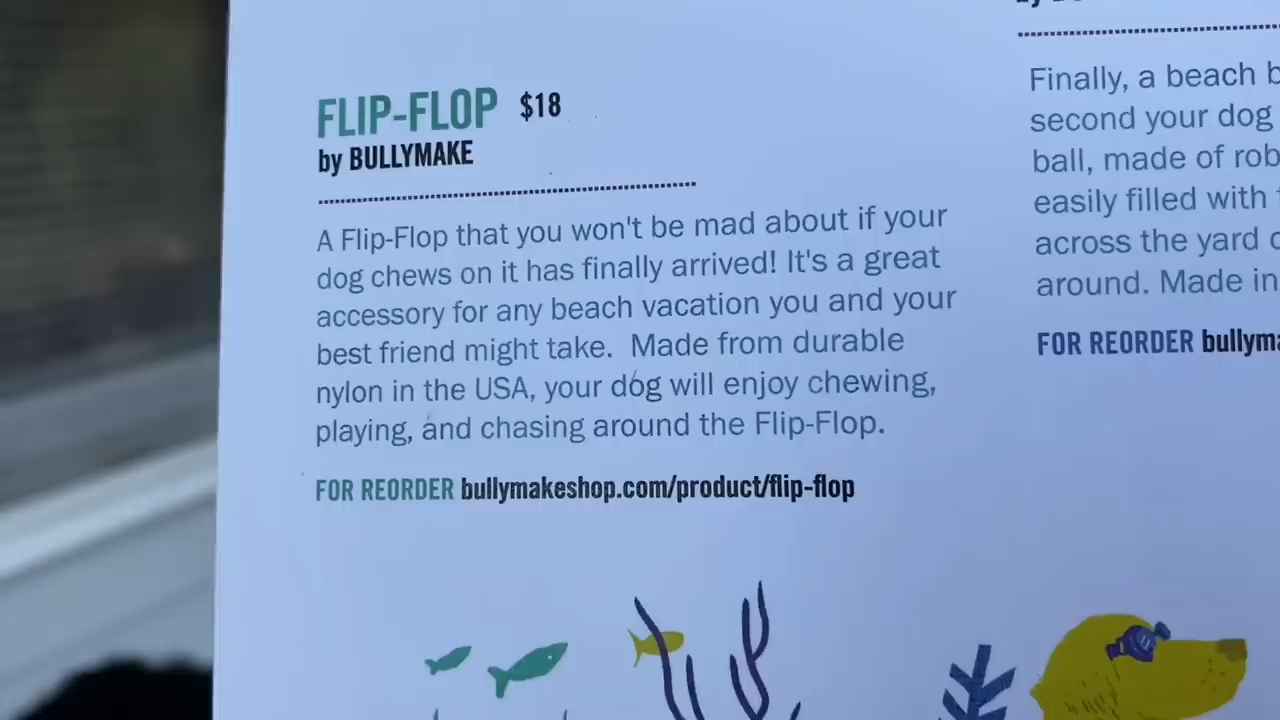 FLIP-FLOP $18
by BULLYMAKE
A Flip-Flop that you won't be mad about if your
dog chews on it has finally arrived! It's a great
accessory for any beach vacation you and your
best friend might take.  Made from durable
nylon in the USA, your dog will enjoy chewing,
playing, and chasing around the Flip-Flop.
FOR REORDER bullymakeshop.com/product/flip-flop
by
Finally, a beach b
second your dog
ball, made of rob
easily filled with
across the yard
around. Made in
FOR REORDER bullym